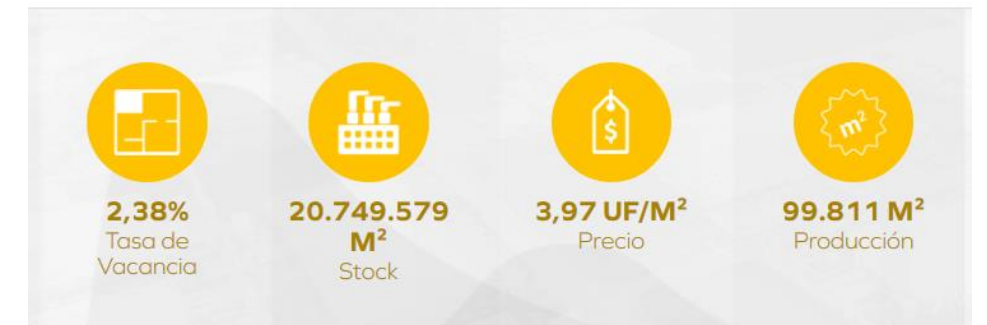 2,38%
Tasa de
Vacancia
20.749.579
M²
Stock
$
3,97 UF/M²
Precio
m²
99.811 M²
Producción